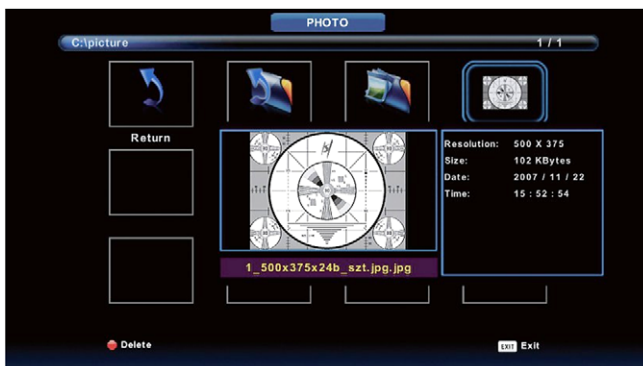 PHOTO
C:\picture
1 / 1
Return
Resolution: 500 X 375
Size: 102 KBytes
Date: 2007 / 11 / 22
Time: 15 : 52 : 54
1_500x375x24b_szt.jpg.jpg
Delete
EXIT Exit